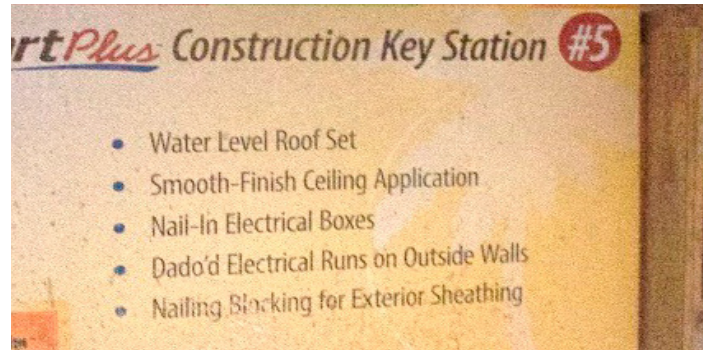 rtPlus Construction Key Station #5
• Water Level Roof Set
• Smooth-Finish Ceiling Application
• Nail-In Electrical Boxes
• Dado'd Electrical Runs on Outside Walls
• Nailing Blocking for Exterior Sheathing